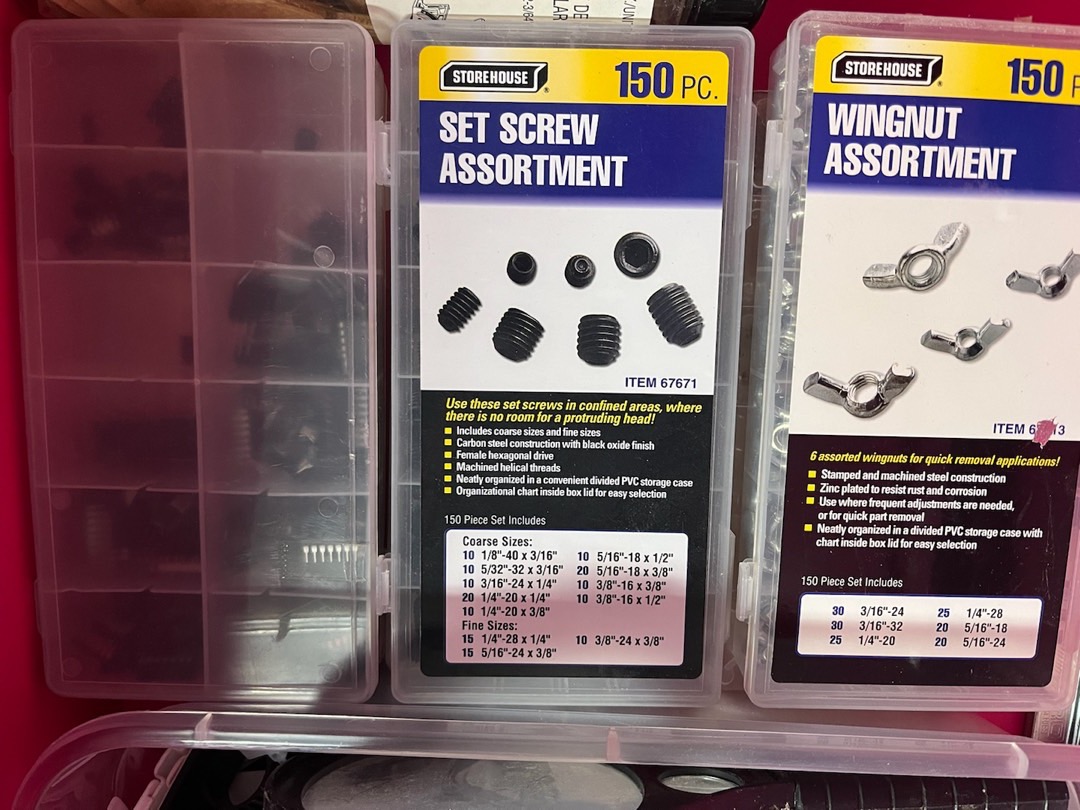 STOREHOUSE
150 PC.
SET SCREW
ASSORTMENT
ITEM 67671
Use these set screws in confined areas, where
there is no room for a protruding head!
Includes coarse sizes and fine sizes
Carbon steel construction with black oxide finish
Female hexagonal drive
Machined helical threads
Neatly organized in a convenient divided PVC storage case
Organizational chart inside box lid for easy selection
150 Piece Set Includes
Coarse Sizes:
10 1/8"-40 x 3/16" 10 5/16"-18 x 1/2"
10 5/32"-32 x 3/16" 20 5/16"-18 x 3/8"
10 3/16"-24 x 1/4" 10 3/8"-16 x 3/8"
20 1/4"-20 x 1/4" 10 3/8"-16 x 1/2"
10 1/4"-20 x 3/8"
Fine Sizes:
15 1/4"-28 x 1/4" 10 3/8"-24 x 3/8"
15 5/16"-24 x 3/8"
STOREHOUSE
150
WINGNUT
ASSORTMENT
ITEM
6 assorted wingnuts for quick removal applications!
Stamped and machined steel construction
Zinc plated to resist rust and corrosion
Use where frequent adjustments are needed,
or for quick part removal
Neatly organized in a divided PVC storage case with
chart inside box lid for easy selection
150 Piece Set Includes
30 3/16"-24 25 1/4"-28
30 3/16"-32 20 5/16"-18
25 1/4"-20 20 5/16"-24